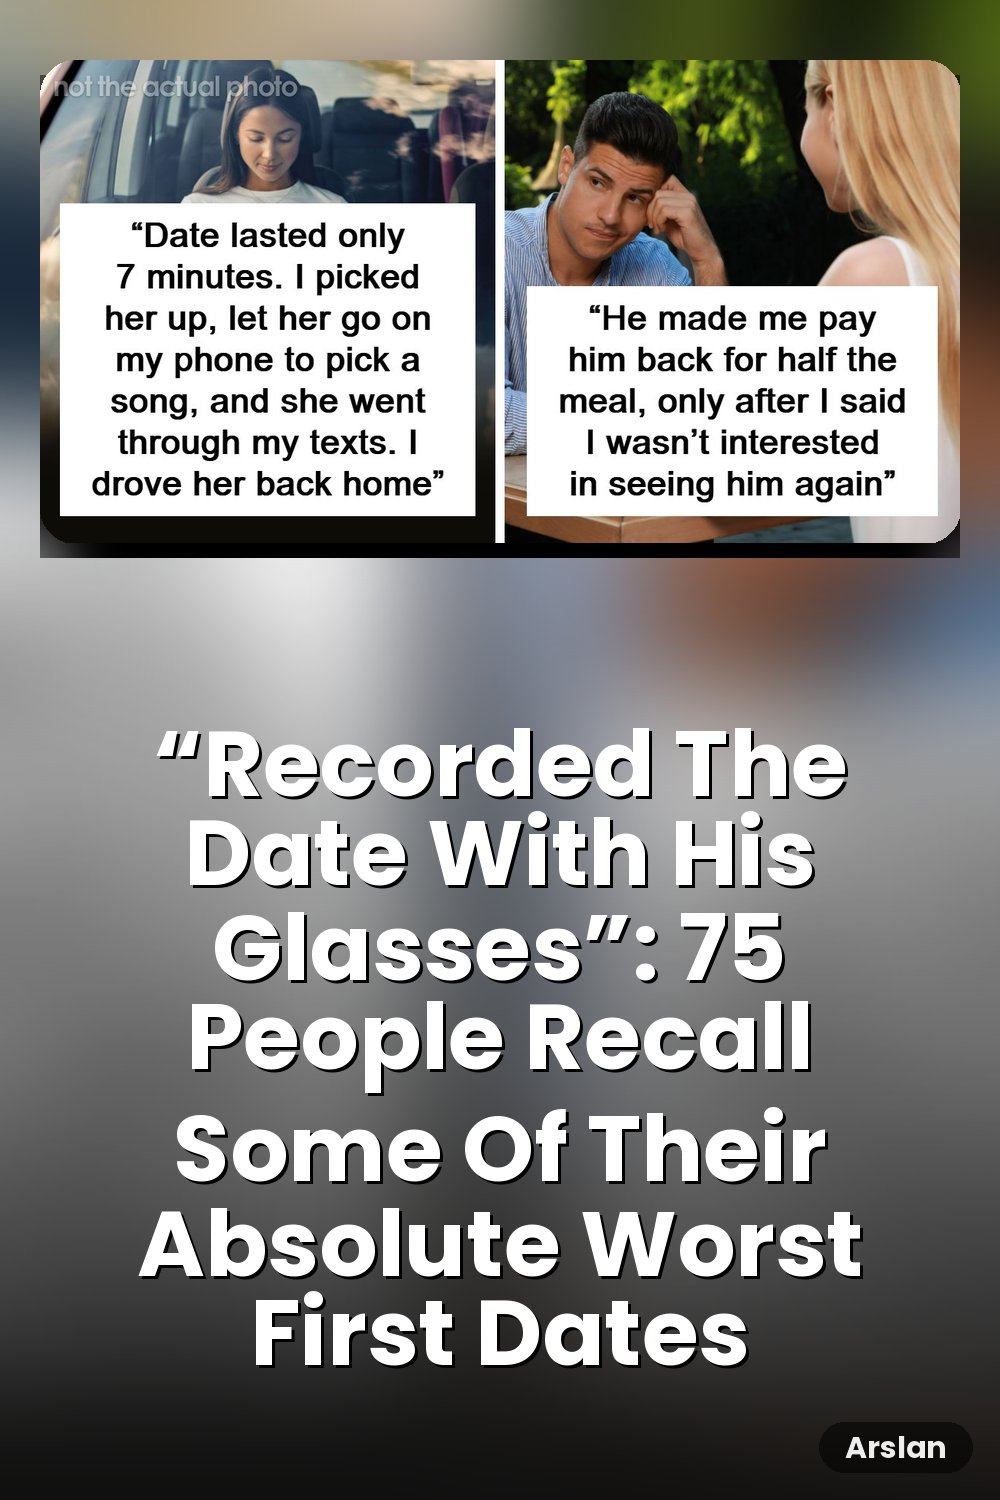 not the actual photo
“Date lasted only
7 minutes. I picked
her up, let her go on
my phone to pick a
song, and she went
through my texts. I
drove her back home”
“He made me pay
him back for half the
meal, only after I said
I wasn’t interested
in seeing him again”
“Recorded The
Date With His
Glasses”: 75
People Recall
Some Of Their
Absolute Worst
First Dates
Arslan